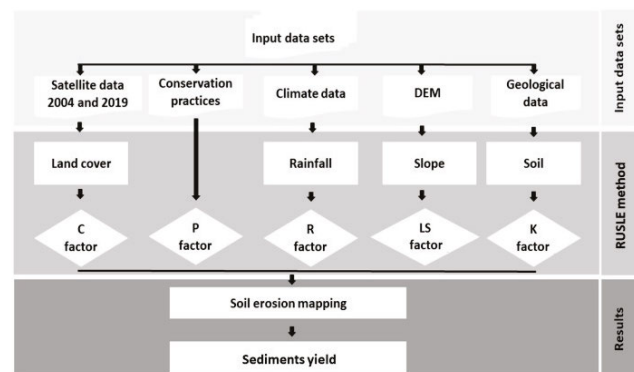 Input data sets
Satellite data
2004 and 2019
Conservation
practices
Climate data
DEM
Geological
data
Input data sets
Land cover
Rainfall
Slope
Soil
C
factor
P
factor
R
factor
LS
factor
K
factor
RUSLE method
Soil erosion mapping
Sediments yield
Results